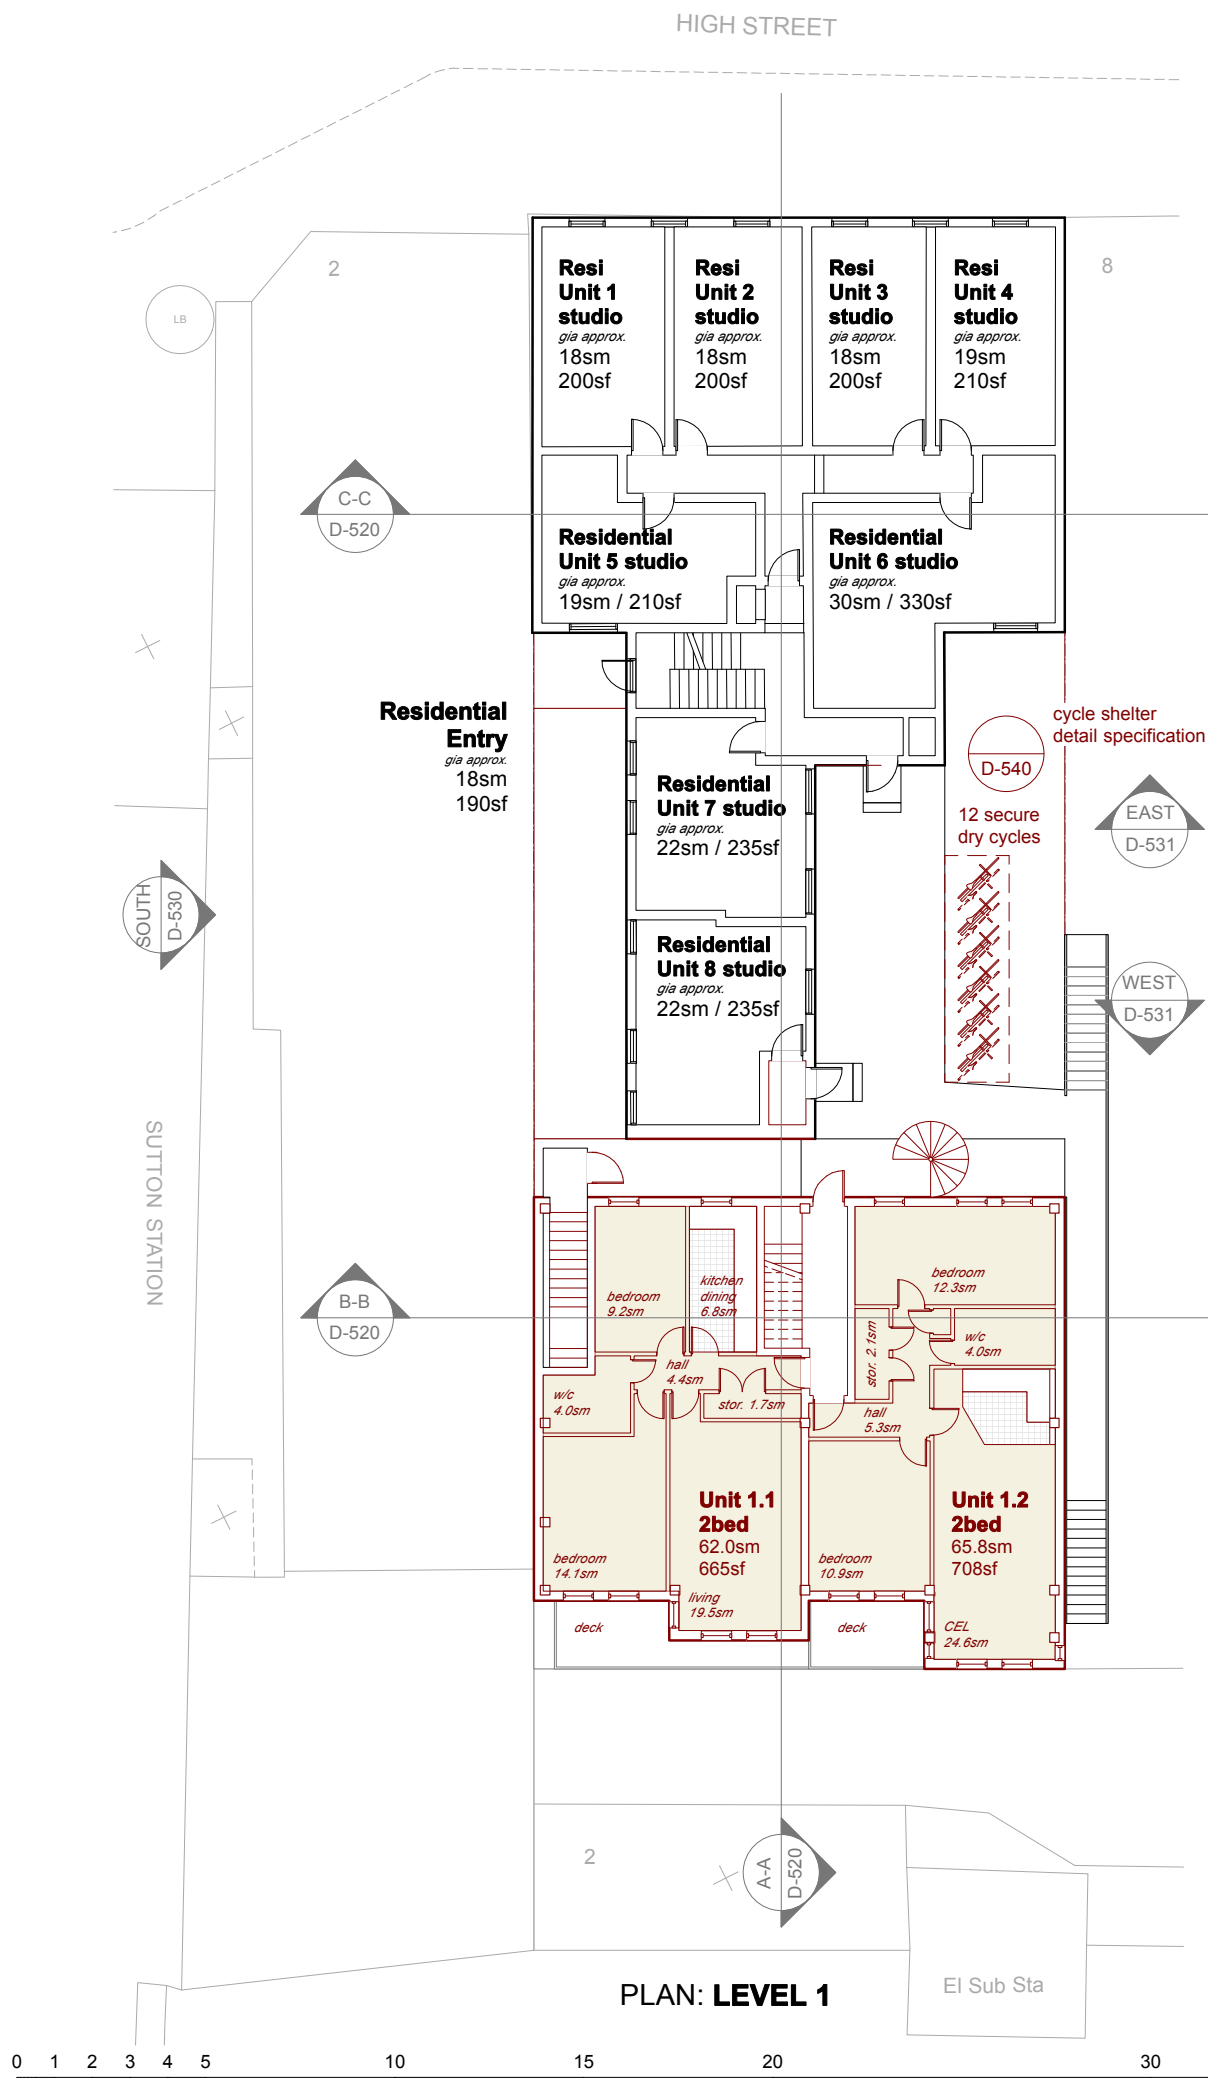 HIGH STREET
2
8
LB
Resi
Unit 1
studio
gia approx.
18sm
200sf
Resi
Unit 2
studio
gia approx.
18sm
200sf
Resi
Unit 3
studio
gia approx.
18sm
200sf
Resi
Unit 4
studio
gia approx.
19sm
210sf
C-C
D-520
Residential
Unit 5 studio
gia approx.
19sm / 210sf
Residential
Unit 6 studio
gia approx.
30sm / 330sf
Residential
Entry
gia approx.
18sm
190sf
cycle shelter
detail specification
D-540
12 secure
dry cycles
EAST
D-531
Residential
Unit 7 studio
gia approx.
22sm / 235sf
SOUTH
D-530
Residential
Unit 8 studio
gia approx.
22sm / 235sf
WEST
D-531
SUTTON STATION
B-B
D-520
bedroom
9.2sm
kitchen
dining
6.8sm
bedroom
12.3sm
stor. 2.1sm
w/c
4.0sm
hall
4.4sm
w/c
4.0sm
stor. 1.7sm
hall
5.3sm
Unit 1.1
2bed
62.0sm
665sf
Unit 1.2
2bed
65.8sm
708sf
bedroom
14.1sm
living
19.5sm
bedroom
10.9sm
CEL
24.6sm
deck
deck
2
A-A
D-520
El Sub Sta
PLAN: LEVEL 1
0 1 2 3 4 5 10 15 20 30